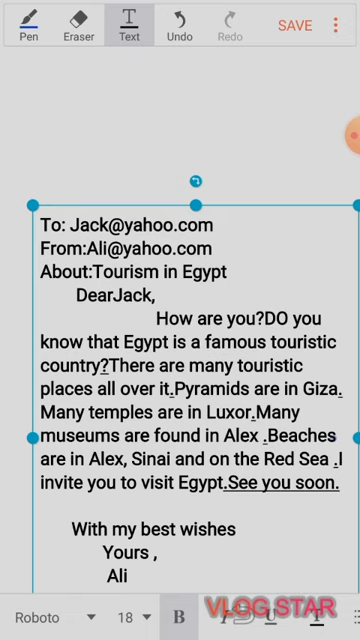 Pen Eraser Text Undo Redo SAVE
To: Jack@yahoo.com
From:Ali@yahoo.com
About:Tourism in Egypt
DearJack,
How are you?DO you
know that Egypt is a famous touristic
country?There are many touristic
places all over it.Pyramids are in Giza.
Many temples are in Luxor.Many
museums are found in Alex .Beaches
are in Alex, Sinai and on the Red Sea .I
invite you to visit Egypt.See you soon.
With my best wishes
Yours ,
Ali
VLOG STAR
Roboto 18 B I U T